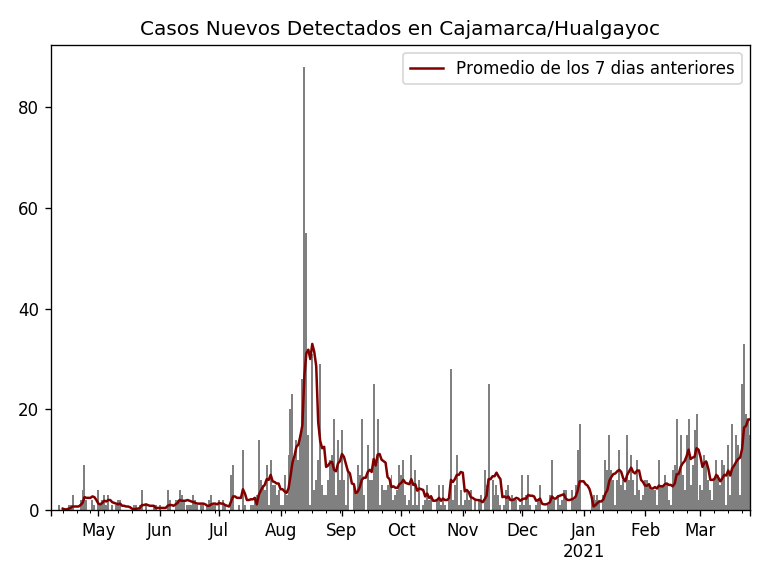 Casos Nuevos Detectados en Cajamarca/Hualgayoc
Promedio de los 7 dias anteriores
80
60
40
20
0
May Jun Jul Aug Sep Oct Nov Dec Jan Feb Mar
2021